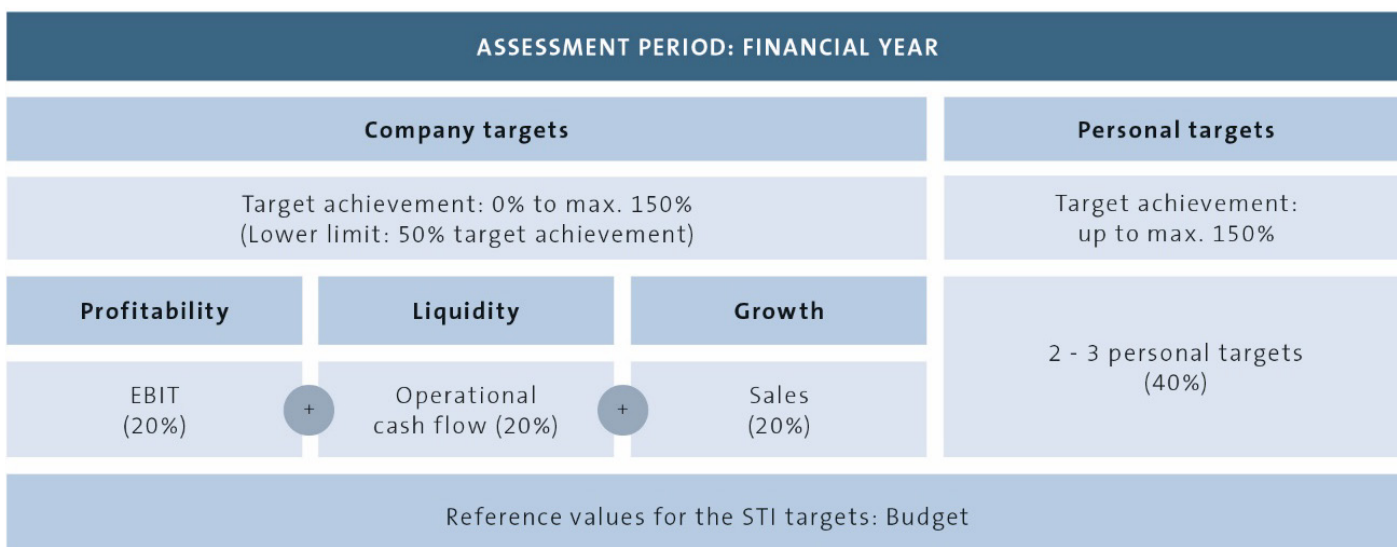 ASSESSMENT PERIOD: FINANCIAL YEAR
Company targets
Personal targets
Target achievement: 0% to max. 150%
(Lower limit: 50% target achievement)
Target achievement:
up to max. 150%
Profitability
Liquidity
Growth
2 - 3 personal targets
(40%)
EBIT
(20%)
+
Operational
cash flow (20%)
+
Sales
(20%)
Reference values for the STI targets: Budget